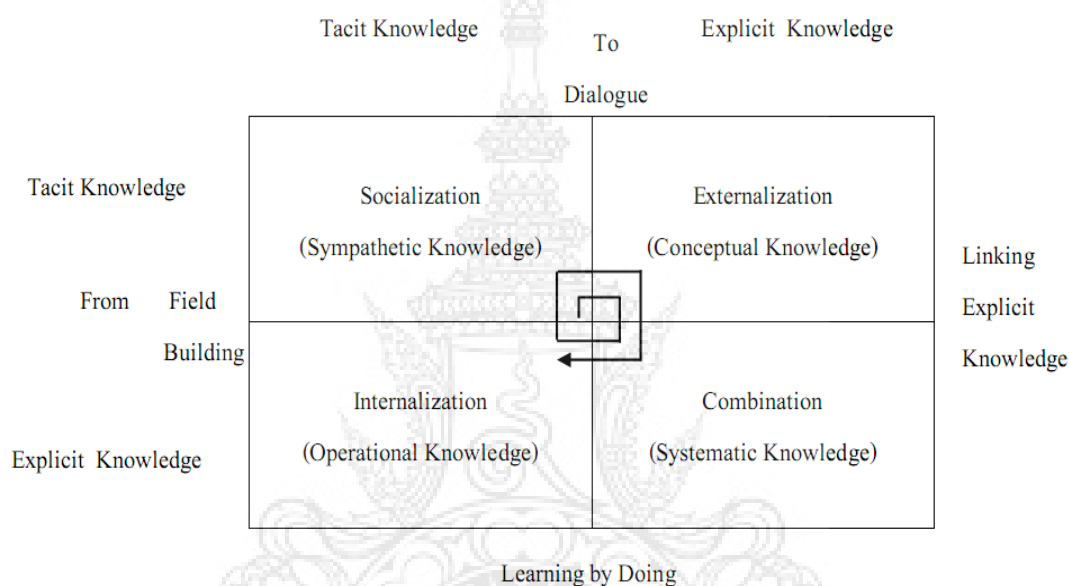 Tacit Knowledge
To
Explicit Knowledge
Dialogue
Tacit Knowledge
Socialization
(Sympathetic Knowledge)
Externalization
(Conceptual Knowledge)
From Field
Building
Linking
Explicit
Knowledge
Explicit Knowledge
Internalization
(Operational Knowledge)
Combination
(Systematic Knowledge)
Learning by Doing